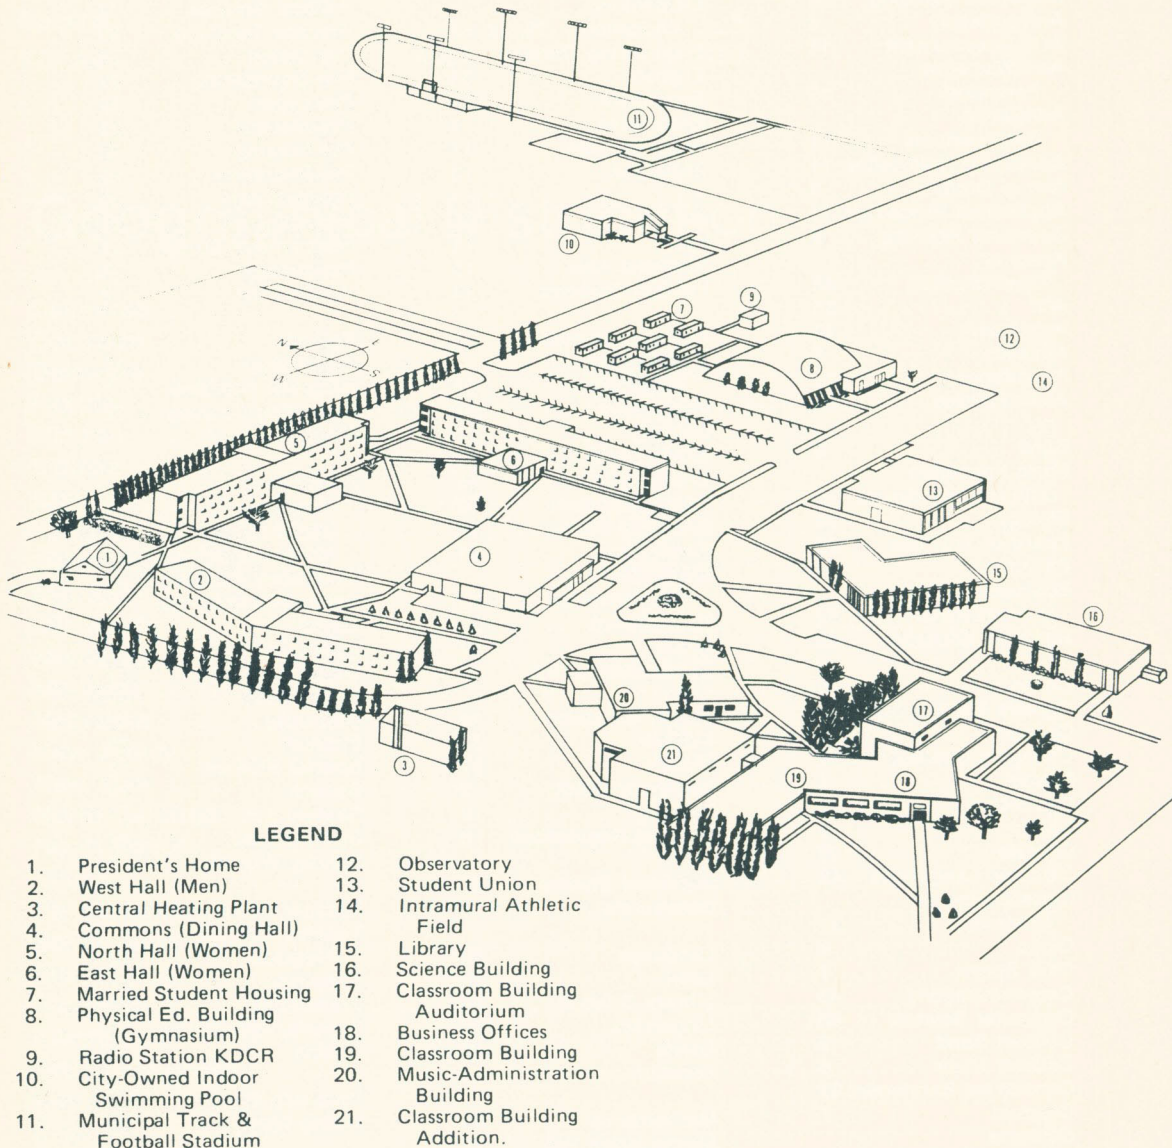 11
10
9
7
12
8
14
N
W
S
5
6
13
4
1
2
15
16
20
17
21
19
18
3
LEGEND
1. President's Home
2. West Hall (Men)
3. Central Heating Plant
4. Commons (Dining Hall)
5. North Hall (Women)
6. East Hall (Women)
7. Married Student Housing
8. Physical Ed. Building
(Gymnasium)
9. Radio Station KDCR
10. City-Owned Indoor
Swimming Pool
11. Municipal Track &
Football Stadium
12. Observatory
13. Student Union
14. Intramural Athletic
Field
15. Library
16. Science Building
17. Classroom Building
Auditorium
18. Business Offices
19. Classroom Building
20. Music-Administration
Building
21. Classroom Building
Addition.